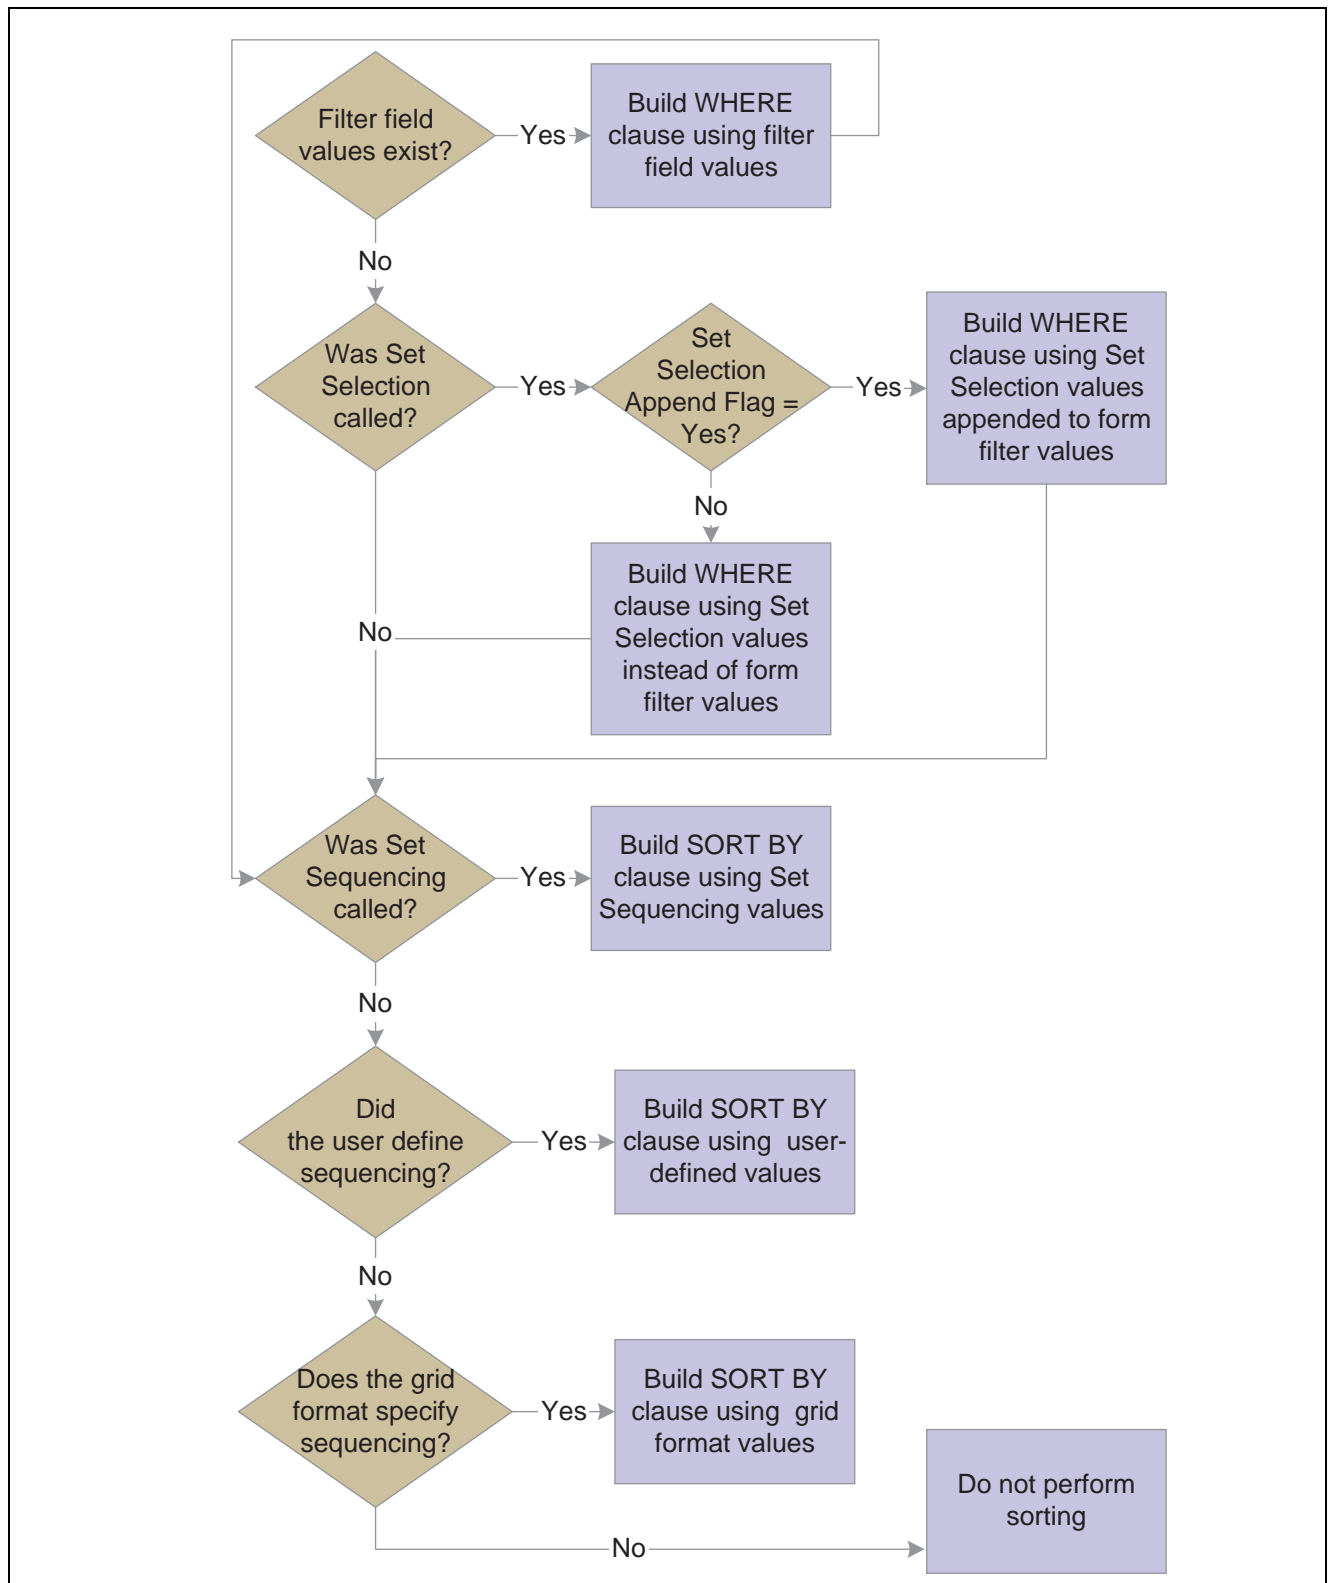 Filter field
values exist?
Yes
Build WHERE
clause using filter
field values
No
Was Set
Selection
called?
Yes
Set
Selection
Append Flag =
Yes?
Yes
Build WHERE
clause using Set
Selection values
appended to form
filter values
No
Build WHERE
clause using Set
Selection values
instead of form
filter values
No
Was Set
Sequencing
called?
Yes
Build SORT BY
clause using Set
Sequencing values
No
Did
the user define
sequencing?
Yes
Build SORT BY
clause using user-
defined values
No
Does the grid
format specify
sequencing?
Yes
Build SORT BY
clause using grid
format values
No
Do not perform
sorting